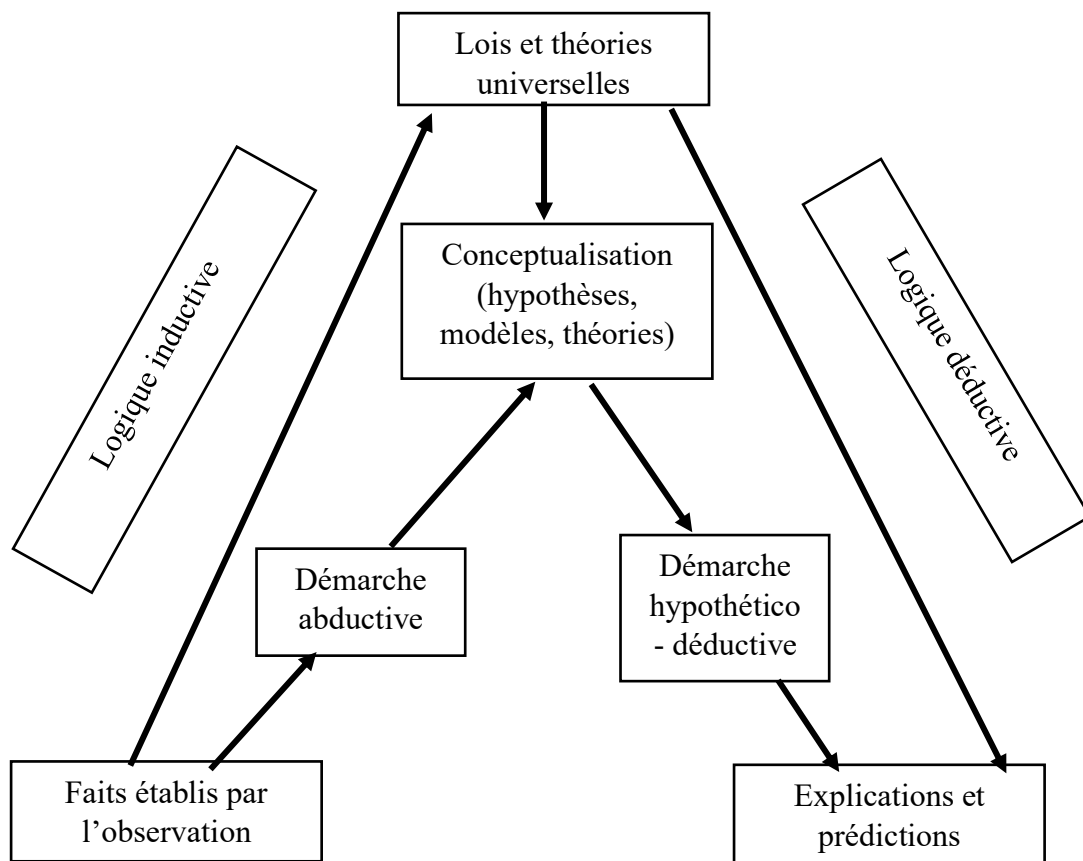 Lois et théories
universelles
Conceptualisation
(hypothèses,
modèles, théories)
Logique inductive
Logique déductive
Démarche
abductive
Démarche
hypothético
- déductive
Faits établis par
l’observation
Explications et
prédictions